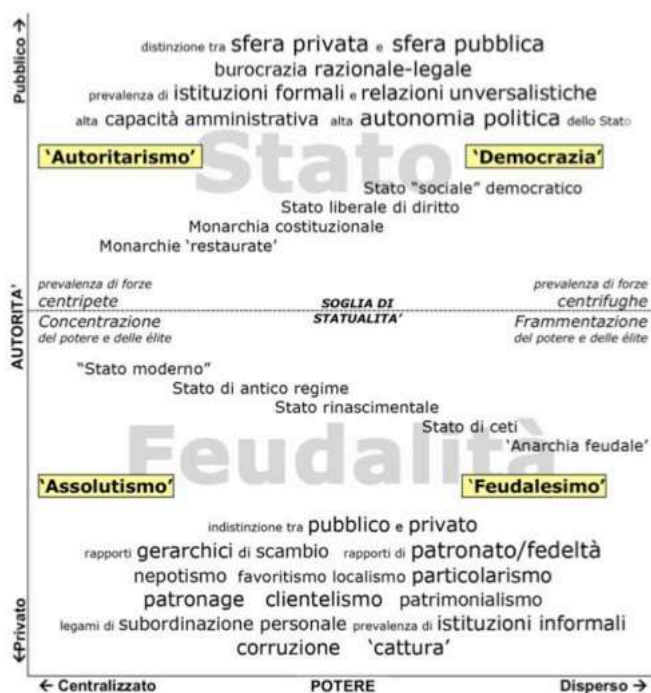 Pubblico →
distinzione tra sfera privata e sfera pubblica
burocrazia razionale-legale
prevalenza di istituzioni formali e relazioni unversalistiche
alta capacità amministrativa alta autonomia politica dello Stato
Stato
'Autoritarismo' 'Democrazia'
Stato "sociale" democratico
Stato liberale di diritto
Monarchia costituzionale
Monarchie 'restaurate'
prevalenza di forze prevalenza di forze
centripete SOGLIA DI centrifughe
AUTORITA'
Concentrazione STATUALITA' Frammentazione
del potere e delle élite del potere e delle élite
"Stato moderno"
Stato di antico regime
Stato rinascimentale
Stato di ceti
'Anarchia feudale'
Feudalità
'Assolutismo' 'Feudalesimo'
indistinzione tra pubblico e privato
rapporti gerarchici di scambio rapporti di patronato/fedeltà
nepotismo favoritismo localismo particolarismo
patronage clientelismo patrimonialismo
legami di subordinazione personale prevalenza di istituzioni informali
corruzione 'cattura'
←Privato
← Centralizzato POTERE Disperso →